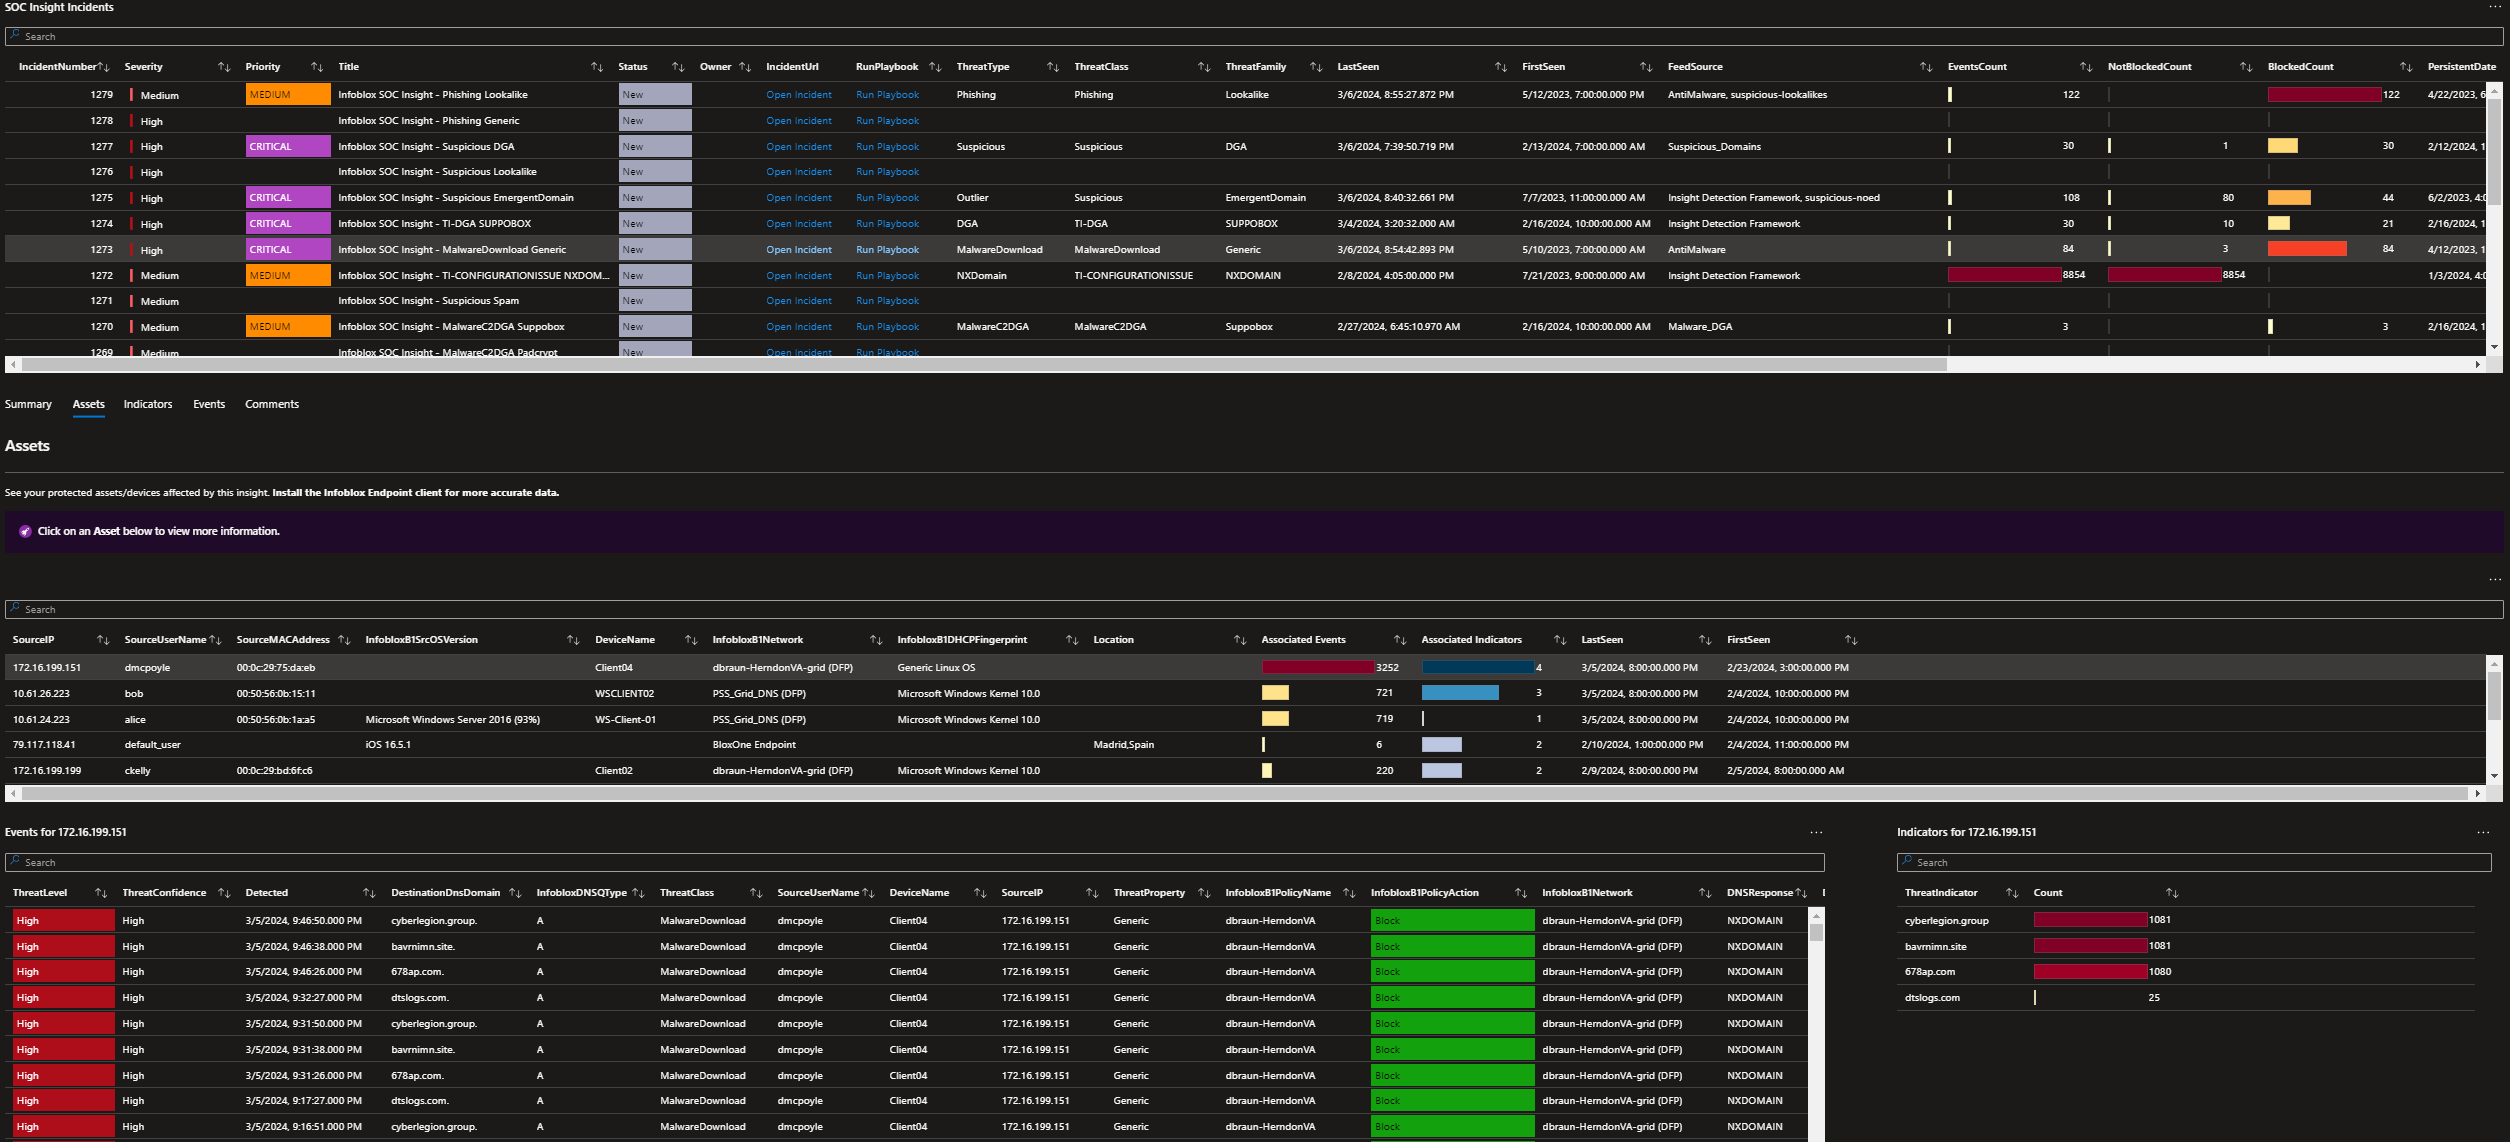 SOC Insight Incidents
Search
IncidentNumber Severity Priority Title Status Owner IncidentUrl RunPlaybook ThreatType ThreatClass ThreatFamily LastSeen FirstSeen FeedSource EventsCount NotBlockedCount BlockedCount PersistentDate
1279 Medium MEDIUM Infoblox SOC Insight - Phishing Lookalike New Open Incident Run Playbook Phishing Phishing Lookalike 3/6/2024, 8:55:27.872 PM 5/12/2023, 7:00:00.000 PM AntiMalware, suspicious-lookalikes 122 122 4/22/2023, 6
1278 High Infoblox SOC Insight - Phishing Generic New Open Incident Run Playbook
1277 High CRITICAL Infoblox SOC Insight - Suspicious DGA New Open Incident Run Playbook Suspicious Suspicious DGA 3/6/2024, 7:39:50.719 PM 2/13/2024, 7:00:00.000 AM Suspicious_Domains 30 1 30 2/12/2024, 1
1276 High Infoblox SOC Insight - Suspicious Lookalike New Open Incident Run Playbook
1275 High CRITICAL Infoblox SOC Insight - Suspicious EmergentDomain New Open Incident Run Playbook Outlier Suspicious EmergentDomain 3/6/2024, 8:40:32.661 PM 7/7/2023, 11:00:00.000 AM Insight Detection Framework, suspicious-noed 108 80 44 6/2/2023, 4:0
1274 High CRITICAL Infoblox SOC Insight - TI-DGA SUPPOBOX New Open Incident Run Playbook DGA TI-DGA SUPPOBOX 3/4/2024, 3:20:32.000 AM 2/16/2024, 10:00:00.000 AM Insight Detection Framework 30 10 21 2/16/2024, 1
1273 High CRITICAL Infoblox SOC Insight - MalwareDownload Generic New Open Incident Run Playbook MalwareDownload MalwareDownload Generic 3/6/2024, 8:54:42.893 PM 5/10/2023, 7:00:00.000 AM AntiMalware 84 3 84 4/12/2023, 1
1272 Medium MEDIUM Infoblox SOC Insight - TI-CONFIGURATIONISSUE NXDOM... New Open Incident Run Playbook NXDomain TI-CONFIGURATIONISSUE NXDOMAIN 2/8/2024, 4:05:00.000 PM 7/21/2023, 9:00:00.000 AM Insight Detection Framework 8854 8854 1/3/2024, 4:0
1271 Medium Infoblox SOC Insight - Suspicious Spam New Open Incident Run Playbook
1270 Medium MEDIUM Infoblox SOC Insight - MalwareC2DGA Suppobox New Open Incident Run Playbook MalwareC2DGA MalwareC2DGA Suppobox 2/27/2024, 6:45:10.970 AM 2/16/2024, 10:00:00.000 AM Malware_DGA 3 3 2/16/2024, 1
1269 Medium Infoblox SOC Insight - MalwareC2DGA Padcrypt New Open Incident Run Playbook
Summary Assets Indicators Events Comments
Assets
See your protected assets/devices affected by this insight. Install the Infoblox Endpoint client for more accurate data.
Click on an Asset below to view more information.
Search
SourceIP SourceUserName SourceMACAddress InfobloxB1SrcOSVersion DeviceName InfobloxB1Network InfobloxB1DHCPFingerprint Location Associated Events Associated Indicators LastSeen FirstSeen
172.16.199.151 dmcpoyle 00:0c:29:75:da:eb Client04 dbraun-HerndonVA-grid (DFP) Generic Linux OS 3252 4 3/5/2024, 8:00:00.000 PM 2/23/2024, 3:00:00.000 PM
10.61.26.223 bob 00:50:56:0b:15:11 WSCLIENT02 PSS_Grid_DNS (DFP) Microsoft Windows Kernel 10.0 721 3 3/5/2024, 8:00:00.000 PM 2/4/2024, 10:00:00.000 PM
10.61.24.223 alice 00:50:56:0b:1a:a5 Microsoft Windows Server 2016 (93%) WS-Client-01 PSS_Grid_DNS (DFP) Microsoft Windows Kernel 10.0 719 1 3/5/2024, 8:00:00.000 PM 2/4/2024, 10:00:00.000 PM
79.117.118.41 default_user iOS 16.5.1 BloxOne Endpoint Madrid,Spain 6 2 2/10/2024, 1:00:00.000 PM 2/4/2024, 11:00:00.000 PM
172.16.199.199 ckelly 00:0c:29:bd:6f:c6 Client02 dbraun-HerndonVA-grid (DFP) Microsoft Windows Kernel 10.0 220 2 2/9/2024, 8:00:00.000 PM 2/5/2024, 8:00:00.000 AM
Events for 172.16.199.151
Search
ThreatLevel ThreatConfidence Detected DestinationDnsDomain InfobloxDNSQType ThreatClass SourceUserName DeviceName SourceIP ThreatProperty InfobloxB1PolicyName InfobloxB1PolicyAction InfobloxB1Network DNSResponse
High High 3/5/2024, 9:46:50.000 PM cyberlegion.group. A MalwareDownload dmcpoyle Client04 172.16.199.151 Generic dbraun-HerndonVA Block dbraun-HerndonVA-grid (DFP) NXDOMAIN
High High 3/5/2024, 9:46:38.000 PM bavrnimn.site. A MalwareDownload dmcpoyle Client04 172.16.199.151 Generic dbraun-HerndonVA Block dbraun-HerndonVA-grid (DFP) NXDOMAIN
High High 3/5/2024, 9:46:26.000 PM 678ap.com. A MalwareDownload dmcpoyle Client04 172.16.199.151 Generic dbraun-HerndonVA Block dbraun-HerndonVA-grid (DFP) NXDOMAIN
High High 3/5/2024, 9:32:27.000 PM dtslogs.com. A MalwareDownload dmcpoyle Client04 172.16.199.151 Generic dbraun-HerndonVA Block dbraun-HerndonVA-grid (DFP) NXDOMAIN
High High 3/5/2024, 9:31:50.000 PM cyberlegion.group. A MalwareDownload dmcpoyle Client04 172.16.199.151 Generic dbraun-HerndonVA Block dbraun-HerndonVA-grid (DFP) NXDOMAIN
High High 3/5/2024, 9:31:38.000 PM bavrnimn.site. A MalwareDownload dmcpoyle Client04 172.16.199.151 Generic dbraun-HerndonVA Block dbraun-HerndonVA-grid (DFP) NXDOMAIN
High High 3/5/2024, 9:31:26.000 PM 678ap.com. A MalwareDownload dmcpoyle Client04 172.16.199.151 Generic dbraun-HerndonVA Block dbraun-HerndonVA-grid (DFP) NXDOMAIN
High High 3/5/2024, 9:17:27.000 PM dtslogs.com. A MalwareDownload dmcpoyle Client04 172.16.199.151 Generic dbraun-HerndonVA Block dbraun-HerndonVA-grid (DFP) NXDOMAIN
High High 3/5/2024, 9:16:51.000 PM cyberlegion.group. A MalwareDownload dmcpoyle Client04 172.16.199.151 Generic dbraun-HerndonVA Block dbraun-HerndonVA-grid (DFP) NXDOMAIN
Indicators for 172.16.199.151
Search
ThreatIndicator Count
cyberlegion.group 1081
bavrnimn.site 1081
678ap.com 1080
dtslogs.com 25